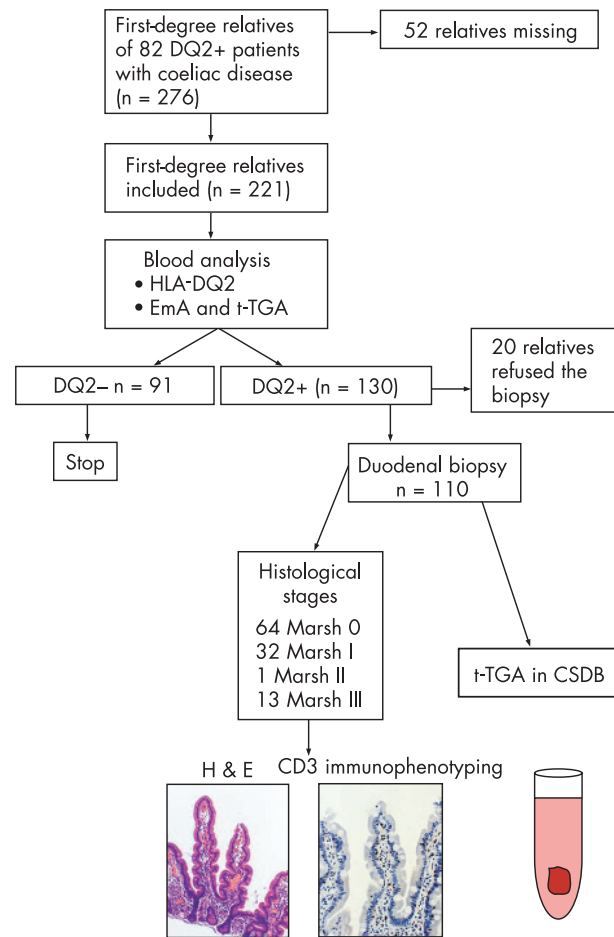 First-degree relatives
of 82 DQ2+ patients
with coeliac disease
(n = 276)
52 relatives missing
First-degree relatives
included (n = 221)
Blood analysis
• HLA-DQ2
• EmA and t-TGA
DQ2– n = 91
DQ2+ (n = 130)
20 relatives
refused the
biopsy
Stop
Duodenal biopsy
n = 110
Histological
stages
64 Marsh 0
32 Marsh I
1 Marsh II
13 Marsh III
t-TGA in CSDB
H & E
CD3 immunophenotyping